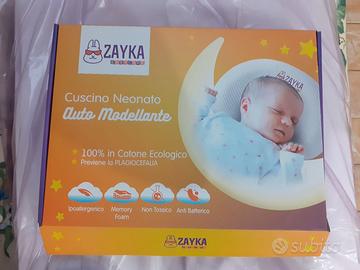 ZAYKA
Cuscino Neonato
Auto Modellante
ZAYKA
100% in Cotone Ecologico
Previene la PLAGIOCEFALIA
Ipoallergenico
Memory
Foam
Non Tossico
Anti Batterico
ZAYKA
subito